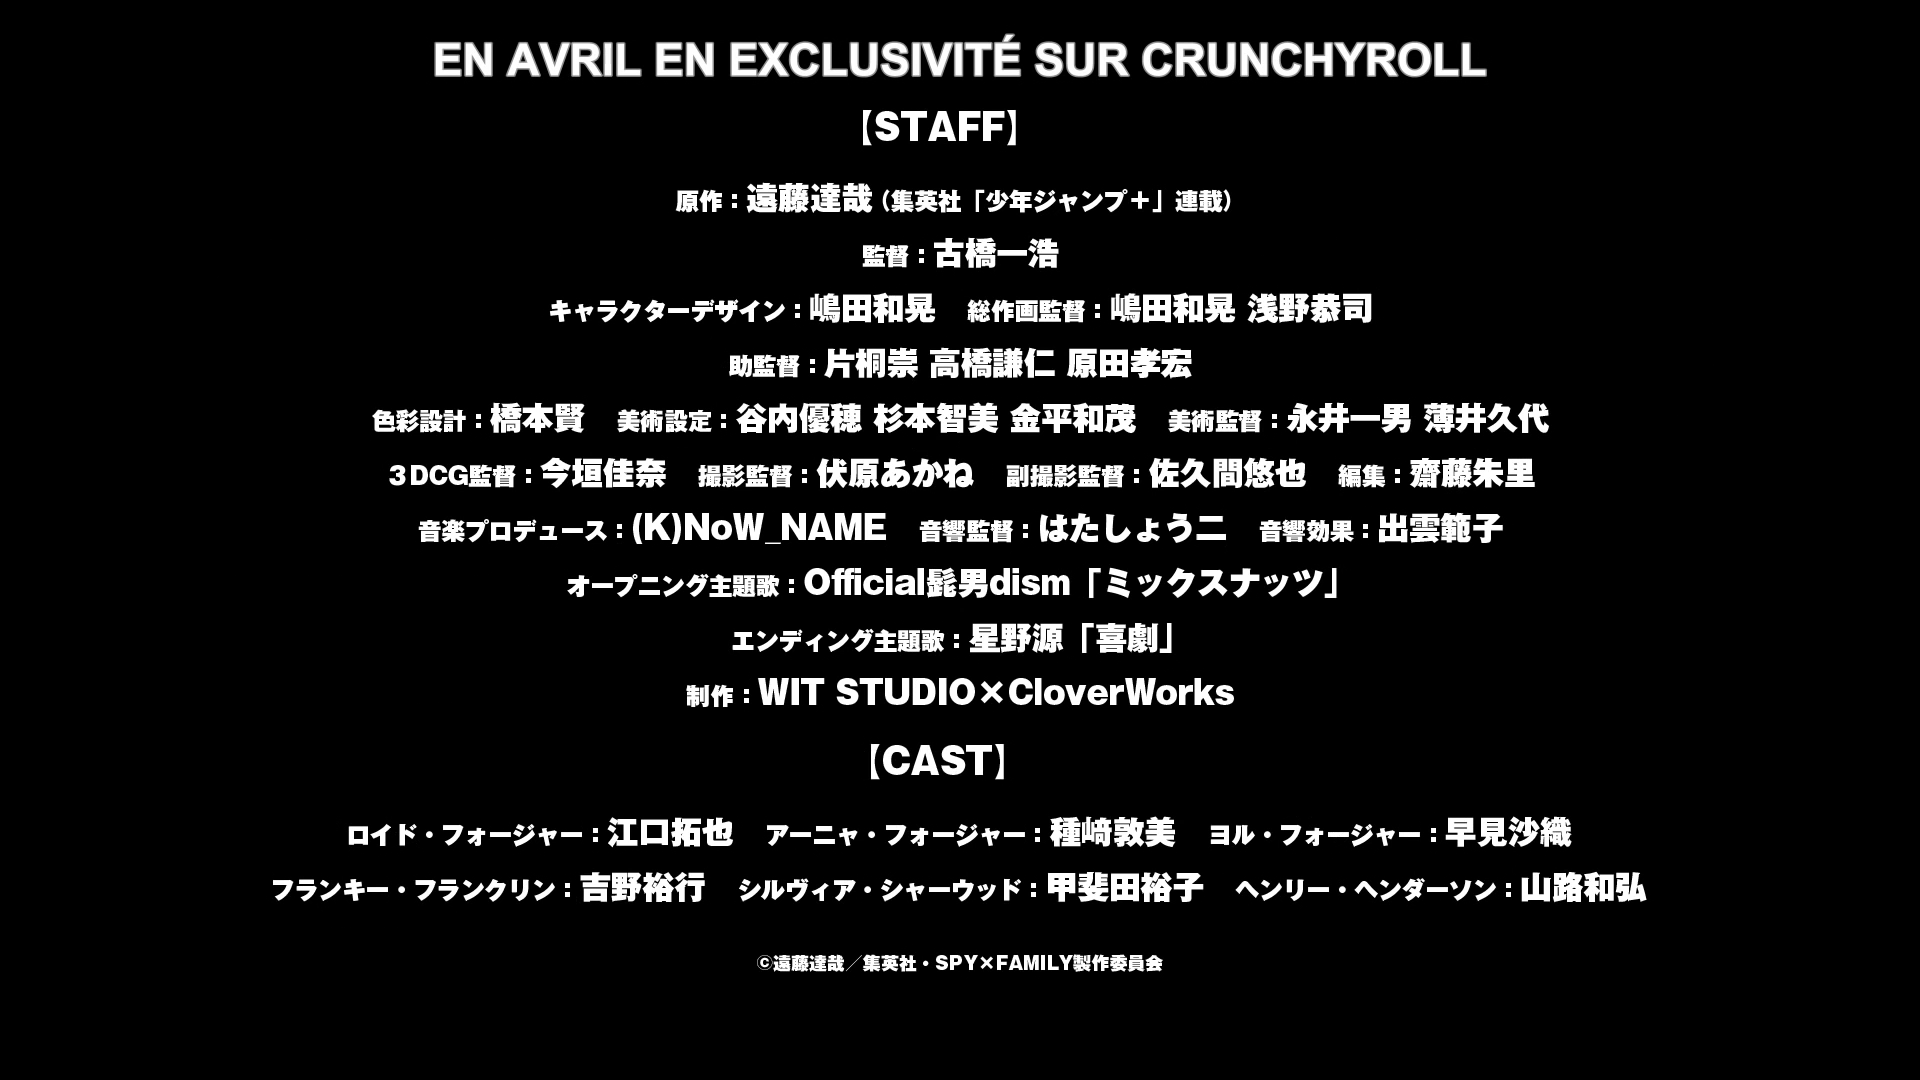 EN AVRIL EN EXCLUSIVITÉ SUR CRUNCHYROLL
【STAFF】
原作：遠藤達哉（集英社「少年ジャンプ＋」連載）
監督：古橋一浩
キャラクターデザイン：嶋田和晃　総作画監督：嶋田和晃 浅野恭司
助監督：片桐崇 高橋謙仁 原田孝宏
色彩設計：橋本賢　美術設定：谷内優穂 杉本智美 金平和茂　美術監督：永井一男 薄井久代
3DCG監督：今垣佳奈　撮影監督：伏原あかね　副撮影監督：佐久間悠也　編集：齋藤朱里
音楽プロデュース：(K)NoW_NAME　音響監督：はたしょう二　音響効果：出雲範子
オープニング主題歌：Official髭男dism「ミックスナッツ」
エンディング主題歌：星野源「喜劇」
制作：WIT STUDIO×CloverWorks
【CAST】
ロイド・フォージャー：江口拓也　アーニャ・フォージャー：種﨑敦美　ヨル・フォージャー：早見沙織
フランキー・フランクリン：吉野裕行　シルヴィア・シャーウッド：甲斐田裕子　ヘンリー・ヘンダーソン：山路和弘
©遠藤達哉／集英社・SPY×FAMILY製作委員会